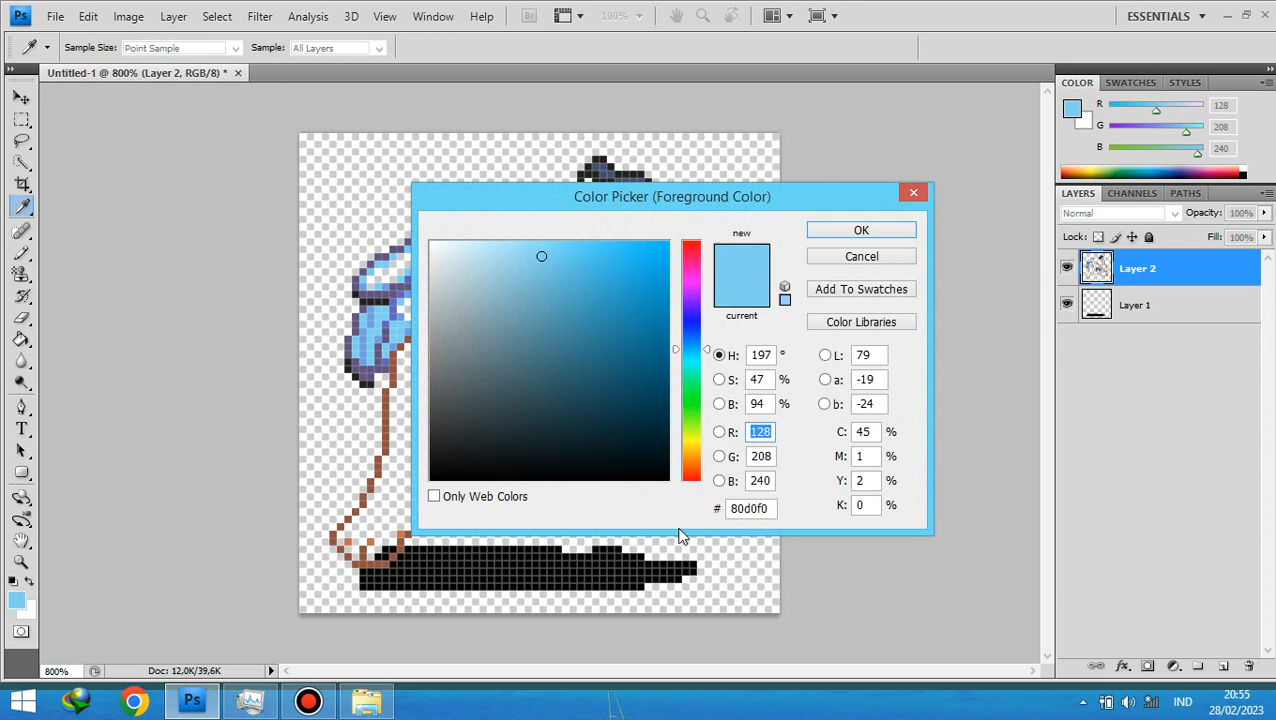 Ps File Edit Image Layer Select Filter Analysis 3D View Window Help Br 100% ESSENTIALS
Sample Size: Point Sample Sample: All Layers
Untitled-1 @ 800% (Layer 2, RGB/8) *
COLOR SWATCHES STYLES
R 128
G 208
B 240
LAYERS CHANNELS PATHS
Normal Opacity: 100%
Lock: Fill: 100%
Layer 2
Layer 1
Color Picker (Foreground Color)
new
current
OK
Cancel
Add To Swatches
Color Libraries
H: 197 ° L: 79
S: 47 % a: -19
B: 94 % b: -24
R: 128 C: 45 %
G: 208 M: 1 %
B: 240 Y: 2 %
# 80d0f0 K: 0 %
Only Web Colors
T
800% Doc: 12,0K/39,6K
fx
Ps IND 20:55
28/02/2023